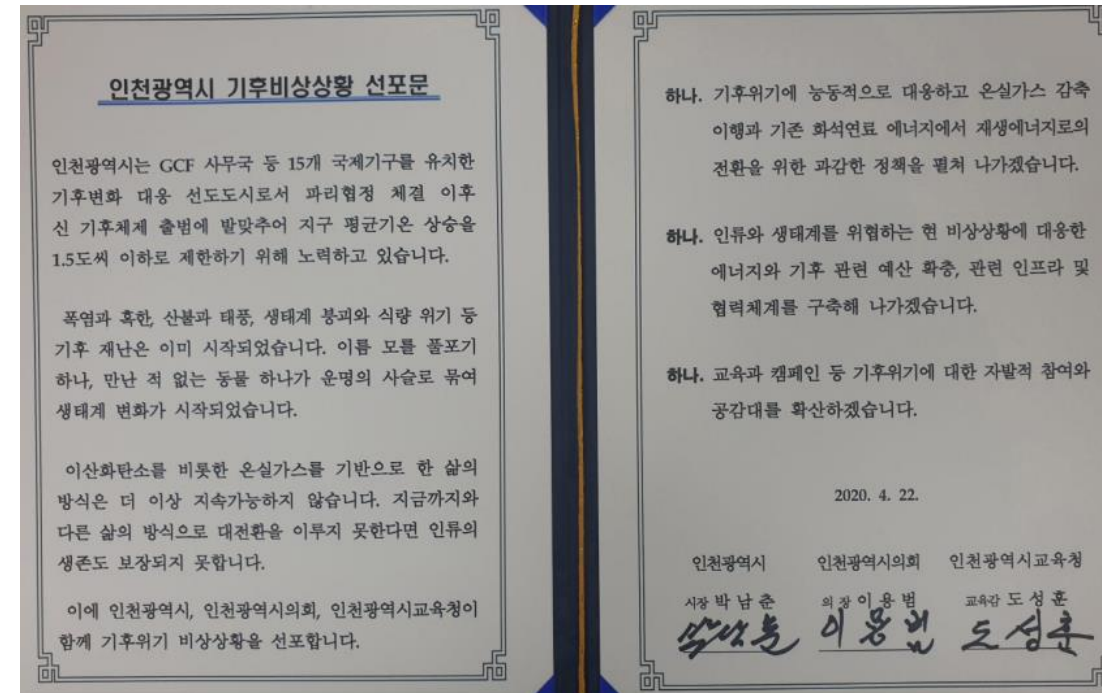 인천광역시 기후비상상황 선포문
인천광역시는 GCF 사무국 등 15개 국제기구를 유치한
기후변화 대응 선도도시로서 파리협정 체결 이후
신 기후체제 출범에 발맞추어 지구 평균기온 상승을
1.5도씨 이하로 제한하기 위해 노력하고 있습니다.
폭염과 혹한, 산불과 태풍, 생태계 붕괴와 식량 위기 등
기후 재난은 이미 시작되었습니다. 이름 모를 풀포기
하나, 만난 적 없는 동물 하나가 운명의 사슬로 묶여
생태계 변화가 시작되었습니다.
이산화탄소를 비롯한 온실가스를 기반으로 한 삶의
방식은 더 이상 지속가능하지 않습니다. 지금까지와
다른 삶의 방식으로 대전환을 이루지 못한다면 인류의
생존도 보장되지 못합니다.
이에 인천광역시, 인천광역시의회, 인천광역시교육청이
함께 기후위기 비상상황을 선포합니다.
하나. 기후위기에 능동적으로 대응하고 온실가스 감축
이행과 기존 화석연료 에너지에서 재생에너지로의
전환을 위한 과감한 정책을 펼쳐 나가겠습니다.
하나. 인류와 생태계를 위협하는 현 비상상황에 대응한
에너지와 기후 관련 예산 확충, 관련 인프라 및
협력체계를 구축해 나가겠습니다.
하나. 교육과 캠페인 등 기후위기에 대한 자발적 참여와
공감대를 확산하겠습니다.
2020. 4. 22.
인천광역시 인천광역시의회 인천광역시교육청
시장 박남춘 의장 이용범 교육감 도성훈
박남춘 이용범 도성훈